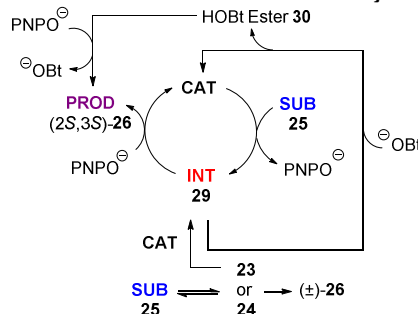 PNPO⊖
HOBt Ester 30
⊖OBt
PROD
(2S,3S)-26
CAT
SUB
25
PNPO⊖
PNPO⊖
⊖OBt
INT
29
CAT
23
SUB or (±)-26
25 24